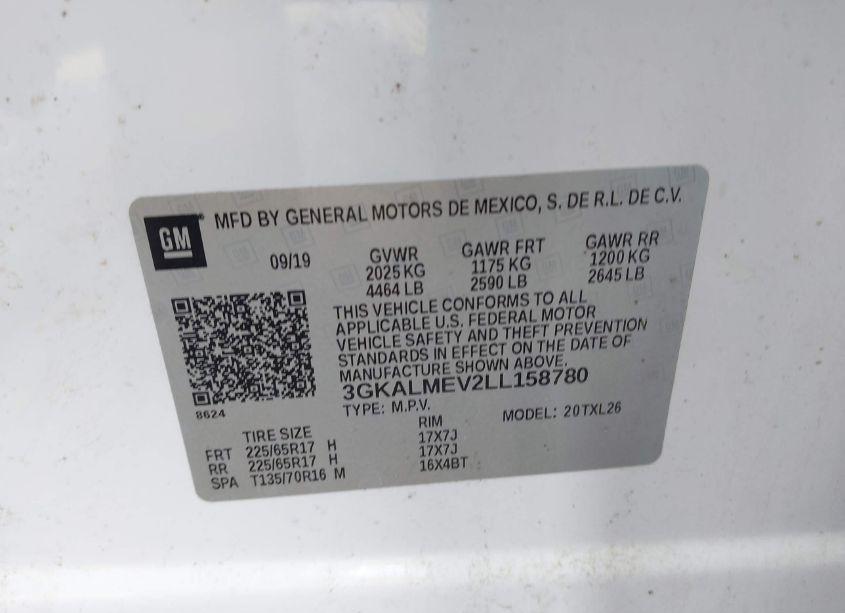 GM
MFD BY GENERAL MOTORS DE MEXICO, S. DE R.L. DE C.V.
09/19 GVWR GAWR FRT GAWR RR
2025 KG 1175 KG 1200 KG
4464 LB 2590 LB 2645 LB
THIS VEHICLE CONFORMS TO ALL
APPLICABLE U.S. FEDERAL MOTOR
VEHICLE SAFETY AND THEFT PREVENTION
STANDARDS IN EFFECT ON THE DATE OF
MANUFACTURE SHOWN ABOVE.
3GKALMEV2LL158780
8624 TYPE: M.P.V. MODEL: 20TXL26
TIRE SIZE RIM
FRT 225/65R17 H 17X7J
RR 225/65R17 H 17X7J
SPA T135/70R16 M 16X4BT